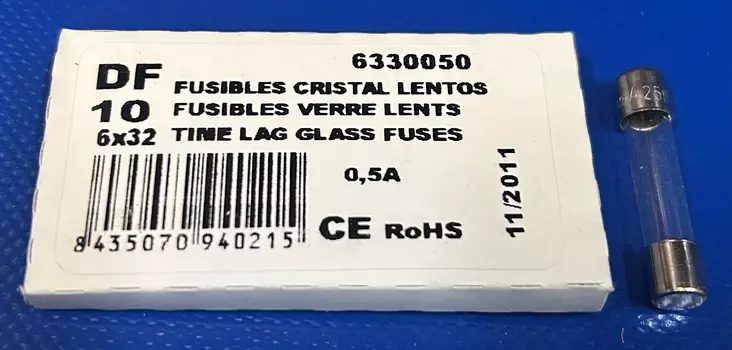 6330050
DF FUSIBLES CRISTAL LENTOS
10 FUSIBLES VERRE LENTS
6x32 TIME LAG GLASS FUSES
0,5A
CE RoHS
11/2011
8 435070 940215